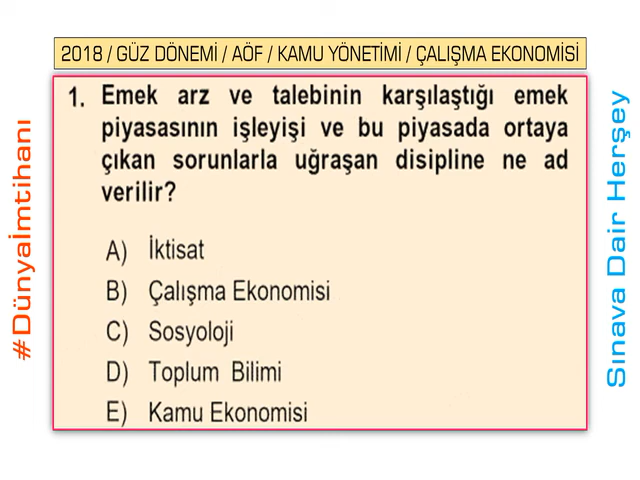 2018 / GÜZ DÖNEMİ / AÖF / KAMU YÖNETİMİ / ÇALIŞMA EKONOMİSİ
#Dünyaİmtihanı
1. Emek arz ve talebinin karşılaştığı emek
piyasasının işleyişi ve bu piyasada ortaya
çıkan sorunlarla uğraşan disipline ne ad
verilir?
A) İktisat
B) Çalışma Ekonomisi
C) Sosyoloji
D) Toplum Bilimi
E) Kamu Ekonomisi
Sınava Dair Herşey